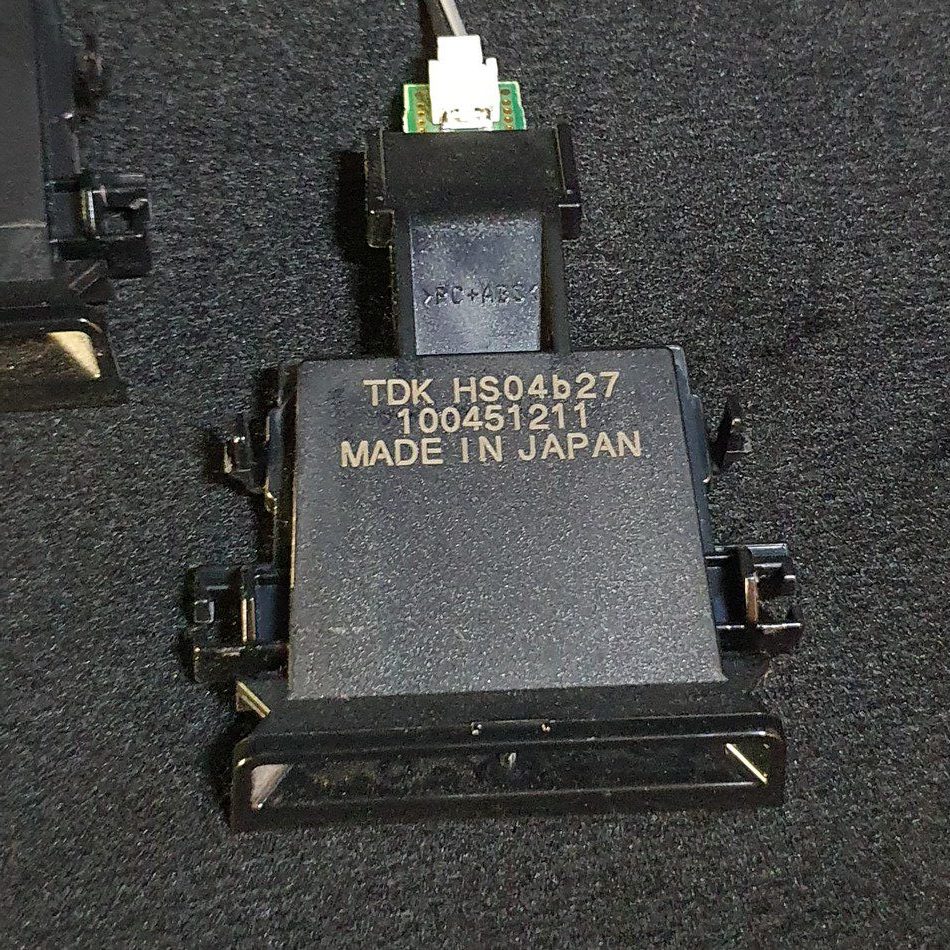 >PC+ABS<
TDK HS04b27
100451211
MADE IN JAPAN